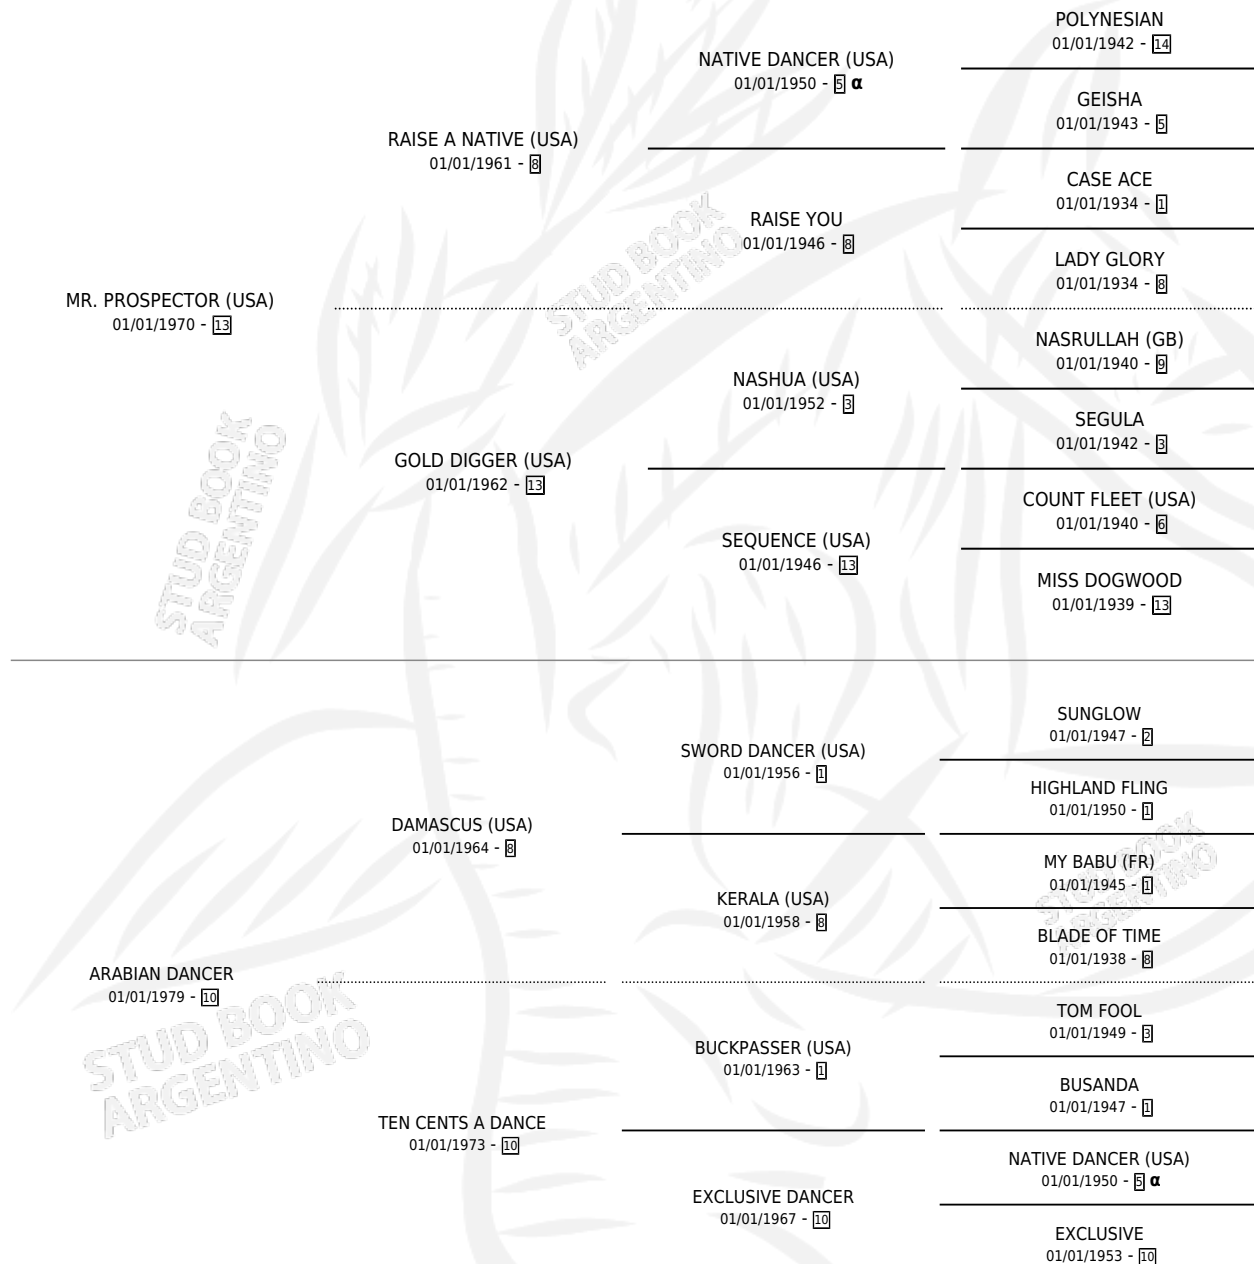 POLYNESIAN
01/01/1942 - 14
NATIVE DANCER (USA)
01/01/1950 - 5 α
GEISHA
01/01/1943 - 5
RAISE A NATIVE (USA)
01/01/1961 - 8
CASE ACE
01/01/1934 - 1
RAISE YOU
01/01/1946 - 8
LADY GLORY
01/01/1934 - 8
MR. PROSPECTOR (USA)
01/01/1970 - 13
STUD BOOK
ARGENTINO
NASRULLAH (GB)
01/01/1940 - 9
NASHUA (USA)
01/01/1952 - 3
SEGULA
01/01/1942 - 3
GOLD DIGGER (USA)
01/01/1962 - 13
COUNT FLEET (USA)
01/01/1940 - 6
SEQUENCE (USA)
01/01/1946 - 13
MISS DOGWOOD
01/01/1939 - 13
STUD BOOK
ARGENTINO
SUNGLOW
01/01/1947 - 2
SWORD DANCER (USA)
01/01/1956 - 1
HIGHLAND FLING
01/01/1950 - 1
DAMASCUS (USA)
01/01/1964 - 8
MY BABU (FR)
01/01/1945 - 1
KERALA (USA)
01/01/1958 - 8
BLADE OF TIME
01/01/1938 - 8
STUD BOOK
ARGENTINO
ARABIAN DANCER
01/01/1979 - 10
TOM FOOL
01/01/1949 - 3
BUCKPASSER (USA)
01/01/1963 - 1
BUSANDA
01/01/1947 - 1
STUD BOOK
ARGENTINO
TEN CENTS A DANCE
01/01/1973 - 10
NATIVE DANCER (USA)
01/01/1950 - 5 α
EXCLUSIVE DANCER
01/01/1967 - 10
EXCLUSIVE
01/01/1953 - 10